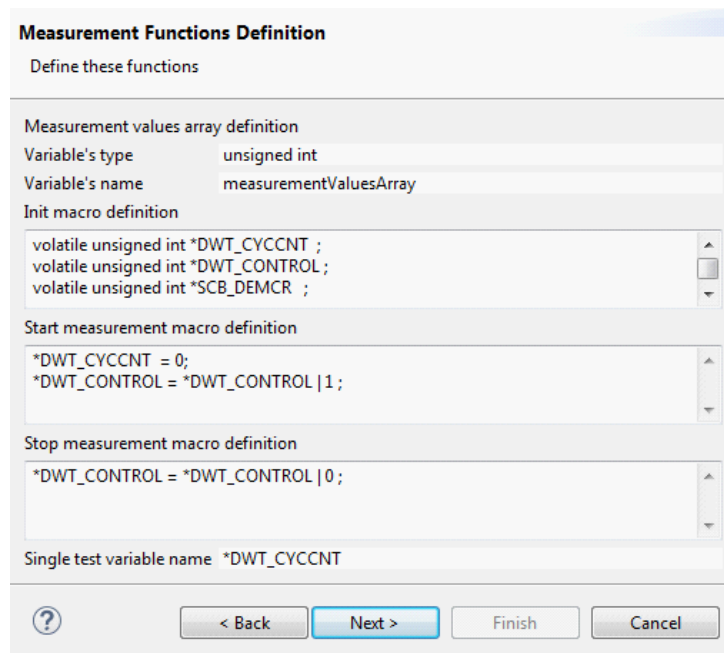 Measurement Functions Definition
Define these functions
Measurement values array definition
Variable's type unsigned int
Variable's name measurementValuesArray
Init macro definition
volatile unsigned int *DWT_CYCCNT ;
volatile unsigned int *DWT_CONTROL ;
volatile unsigned int *SCB_DEMCR ;
Start measurement macro definition
*DWT_CYCCNT = 0;
*DWT_CONTROL = *DWT_CONTROL | 1 ;
Stop measurement macro definition
*DWT_CONTROL = *DWT_CONTROL | 0 ;
Single test variable name *DWT_CYCCNT
? < Back Next > Finish Cancel